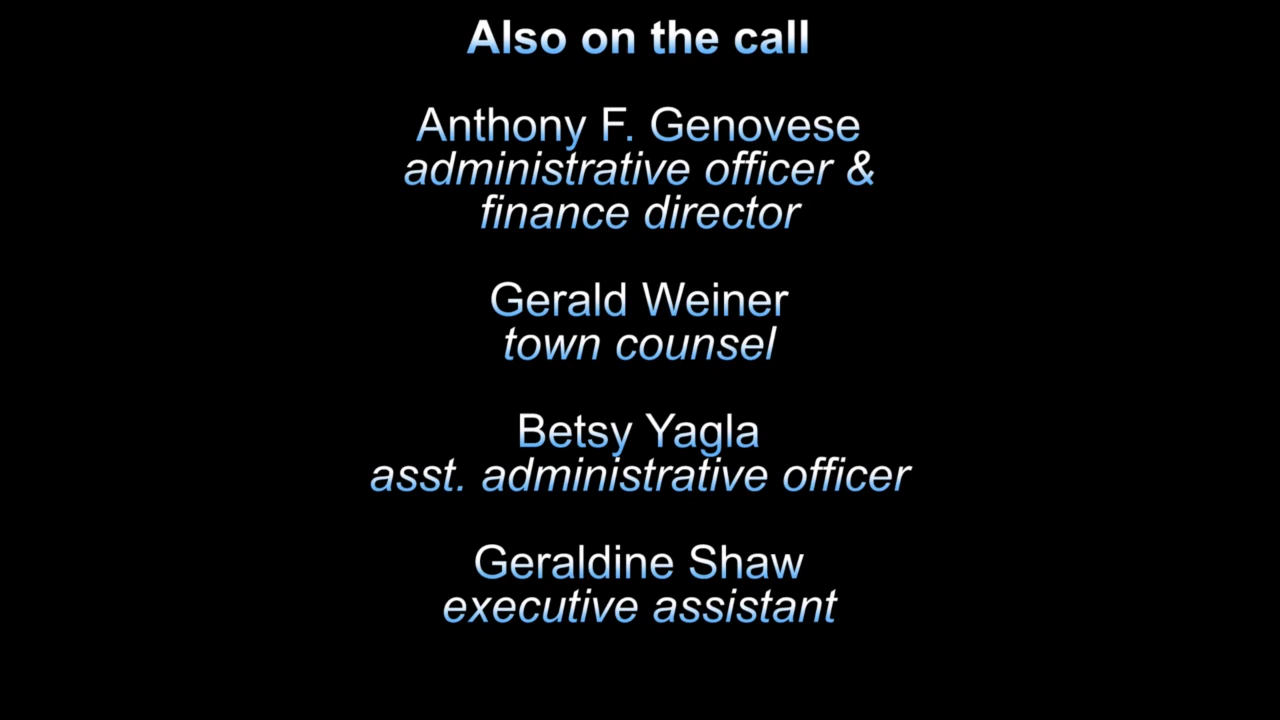 Also on the call
Anthony F. Genovese
administrative officer &
finance director
Gerald Weiner
town counsel
Betsy Yagla
asst. administrative officer
Geraldine Shaw
executive assistant